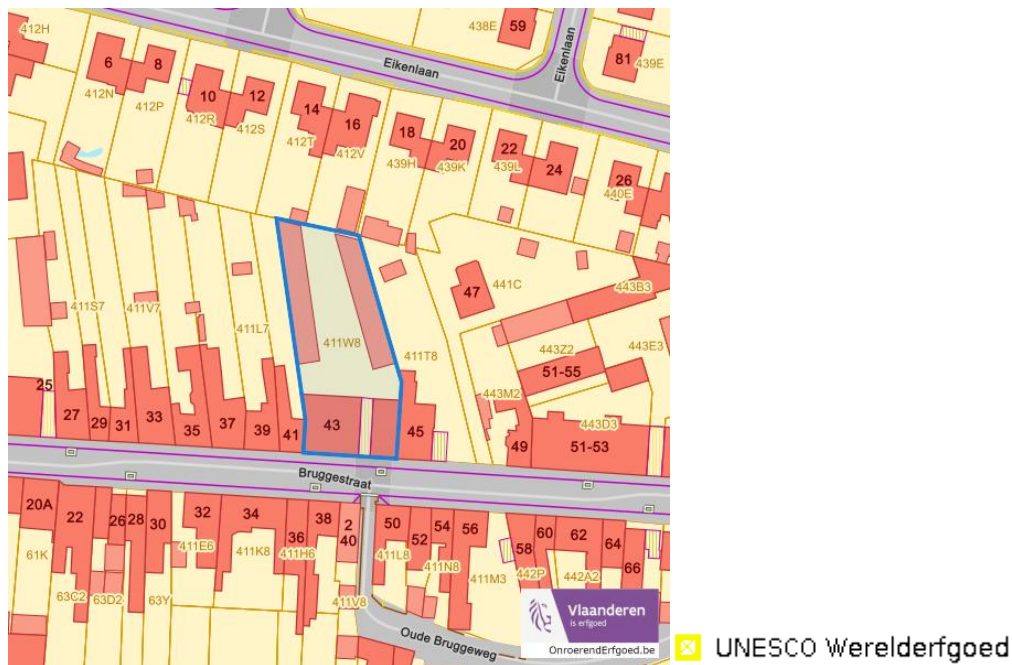 412H
438E
59
Eikenlaan
Eikenlaan
81
439E
6
8
412N
412P
10
12
412R
412S
14
16
412T
412V
18
20
439H
439K
22
24
439L
26
440E
411S7
411V7
411L7
411W8
411T8
47
441C
443B3
443Z2
443E3
51-55
443M2
443D3
25
27
29
31
33
35
37
39
41
43
45
49
51-53
Bruggestraat
20A
22
26
28
30
32
34
36
38
2
40
50
52
54
56
58
60
62
64
66
61K
63C2
63D2
63Y
411E6
411K8
411H6
411V8
411L8
411N8
411M3
442P
442A2
Oude Bruggeweg
Vlaanderen
is erfgoed
OnroerendErfgoed.be
UNESCO Werelderfgoed